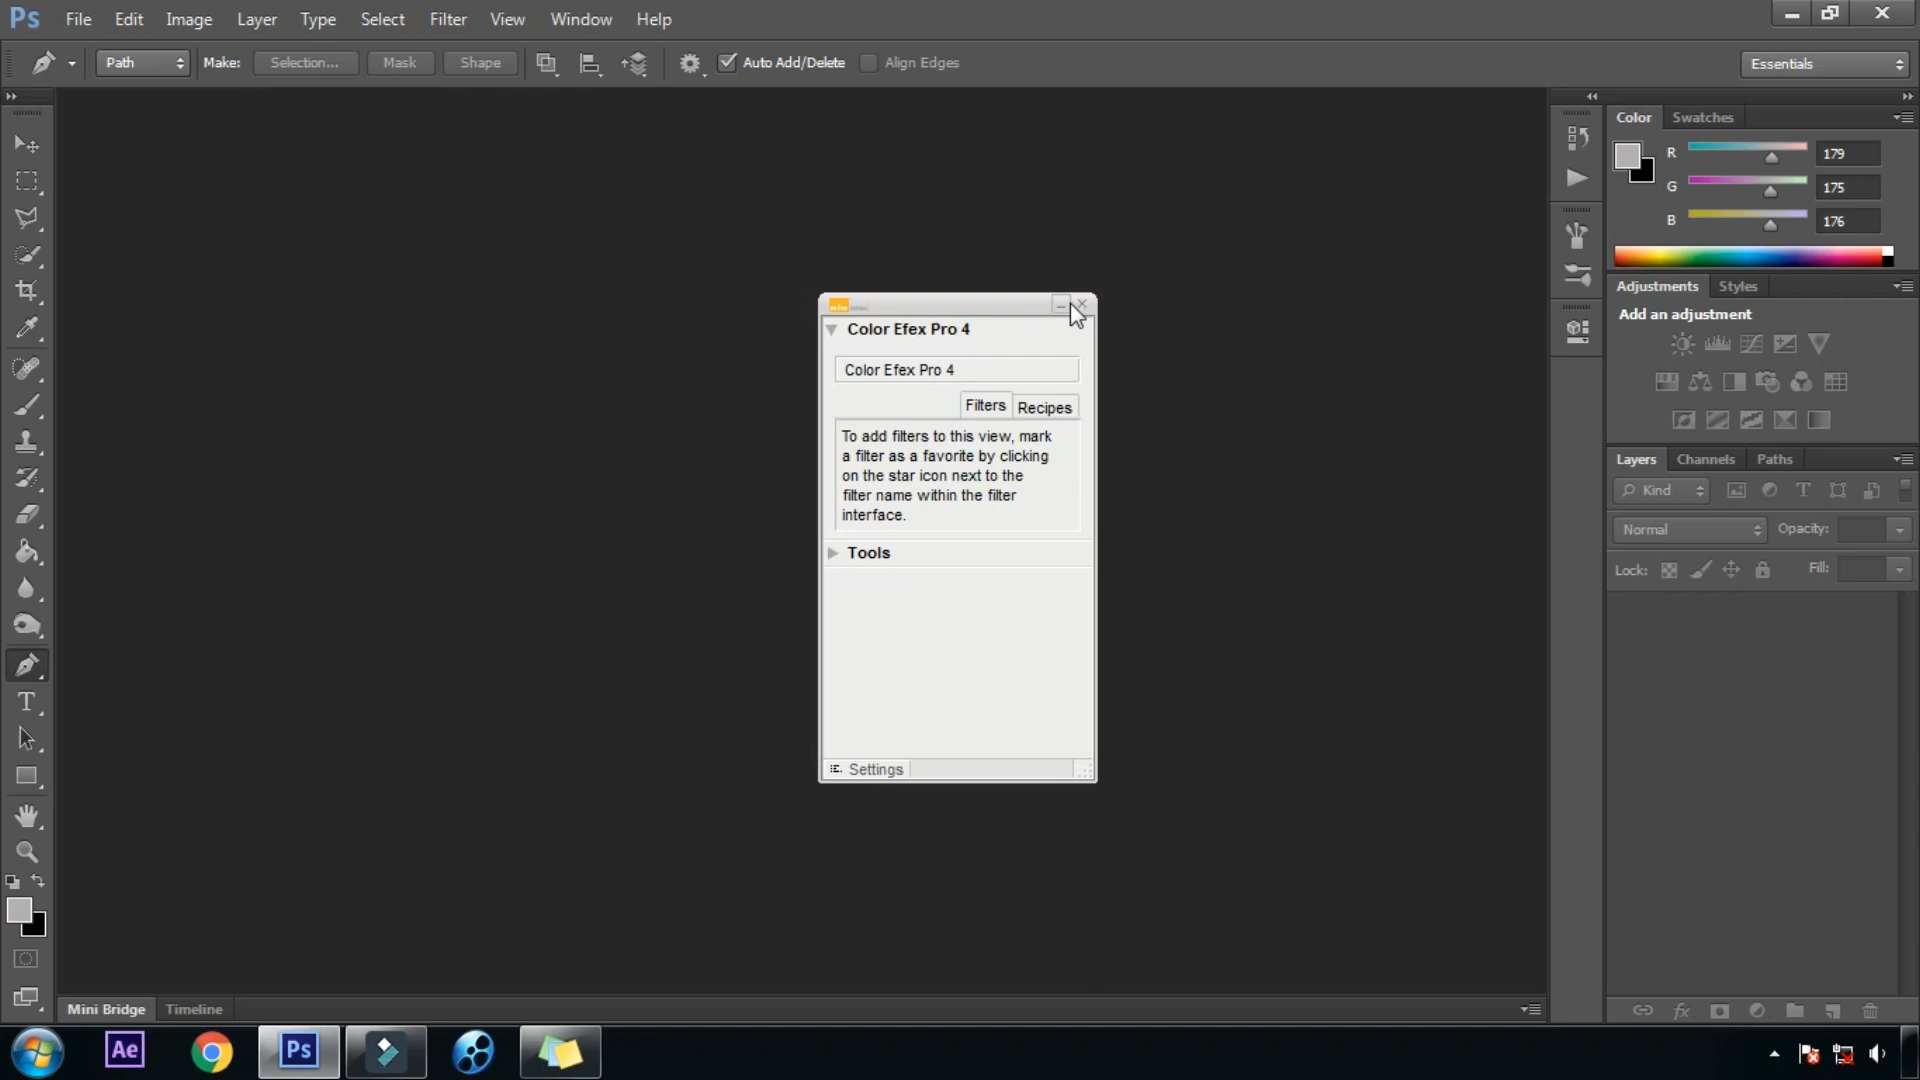 Ps File Edit Image Layer Type Select Filter View Window Help
Path Make: Selection... Mask Shape Auto Add/Delete Align Edges Essentials
Color Swatches
R 179
G 175
B 176
Adjustments Styles
Add an adjustment
Layers Channels Paths
Kind
Normal Opacity:
Lock: Fill:
Color Efex Pro 4
Color Efex Pro 4
Filters Recipes
To add filters to this view, mark
a filter as a favorite by clicking
on the star icon next to the
filter name within the filter
interface.
Tools
Settings
T
T
fx
Mini Bridge Timeline
Ae Ps